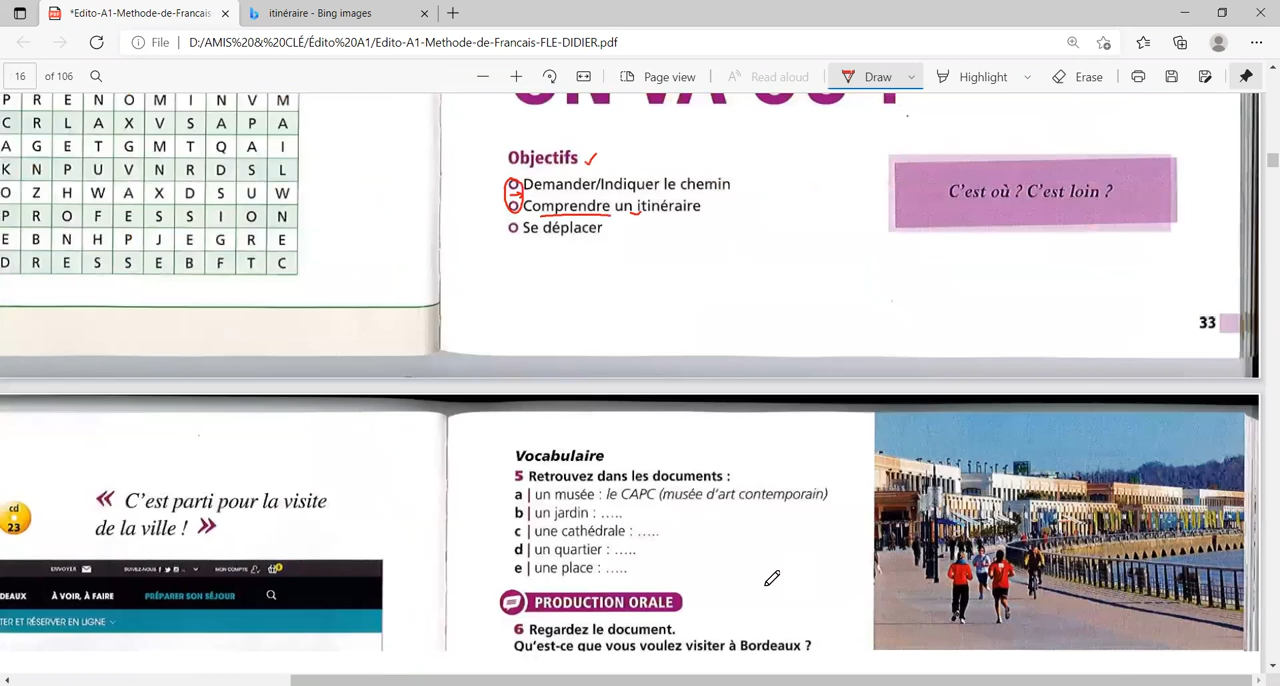 *Edito-A1-Methode-de-Francais
itinéraire - Bing images
File
D:/AMIS%20&%20CLÉ/Édito%20A1/Edito-A1-Methode-de-Francais-FLE-DIDIER.pdf
16 of 106
Page view
Read aloud
Draw
Highlight
Erase
P R E N O M I N V M
C R L A X V S A P A
A G E T G M T Q A I
K N P U V N R D S L
O Z H W A X D S U W
P R O F E S S I O N
E B N H P J E G R E
D R E S S E B F T C
Objectifs
Demander/Indiquer le chemin
Comprendre un itinéraire
Se déplacer
C'est où ? C'est loin ?
33
cd
23
« C'est parti pour la visite
de la ville ! »
ENVOYER
SUIVEZ-NOUS
MON COMPTE
DEAUX
À VOIR, À FAIRE
PRÉPARER SON SÉJOUR
TER ET RÉSERVER EN LIGNE
Vocabulaire
5 Retrouvez dans les documents :
a | un musée : le CAPC (musée d'art contemporain)
b | un jardin : .....
c | une cathédrale : .....
d | un quartier : .....
e | une place : .....
PRODUCTION ORALE
6 Regardez le document.
Qu'est-ce que vous voulez visiter à Bordeaux ?